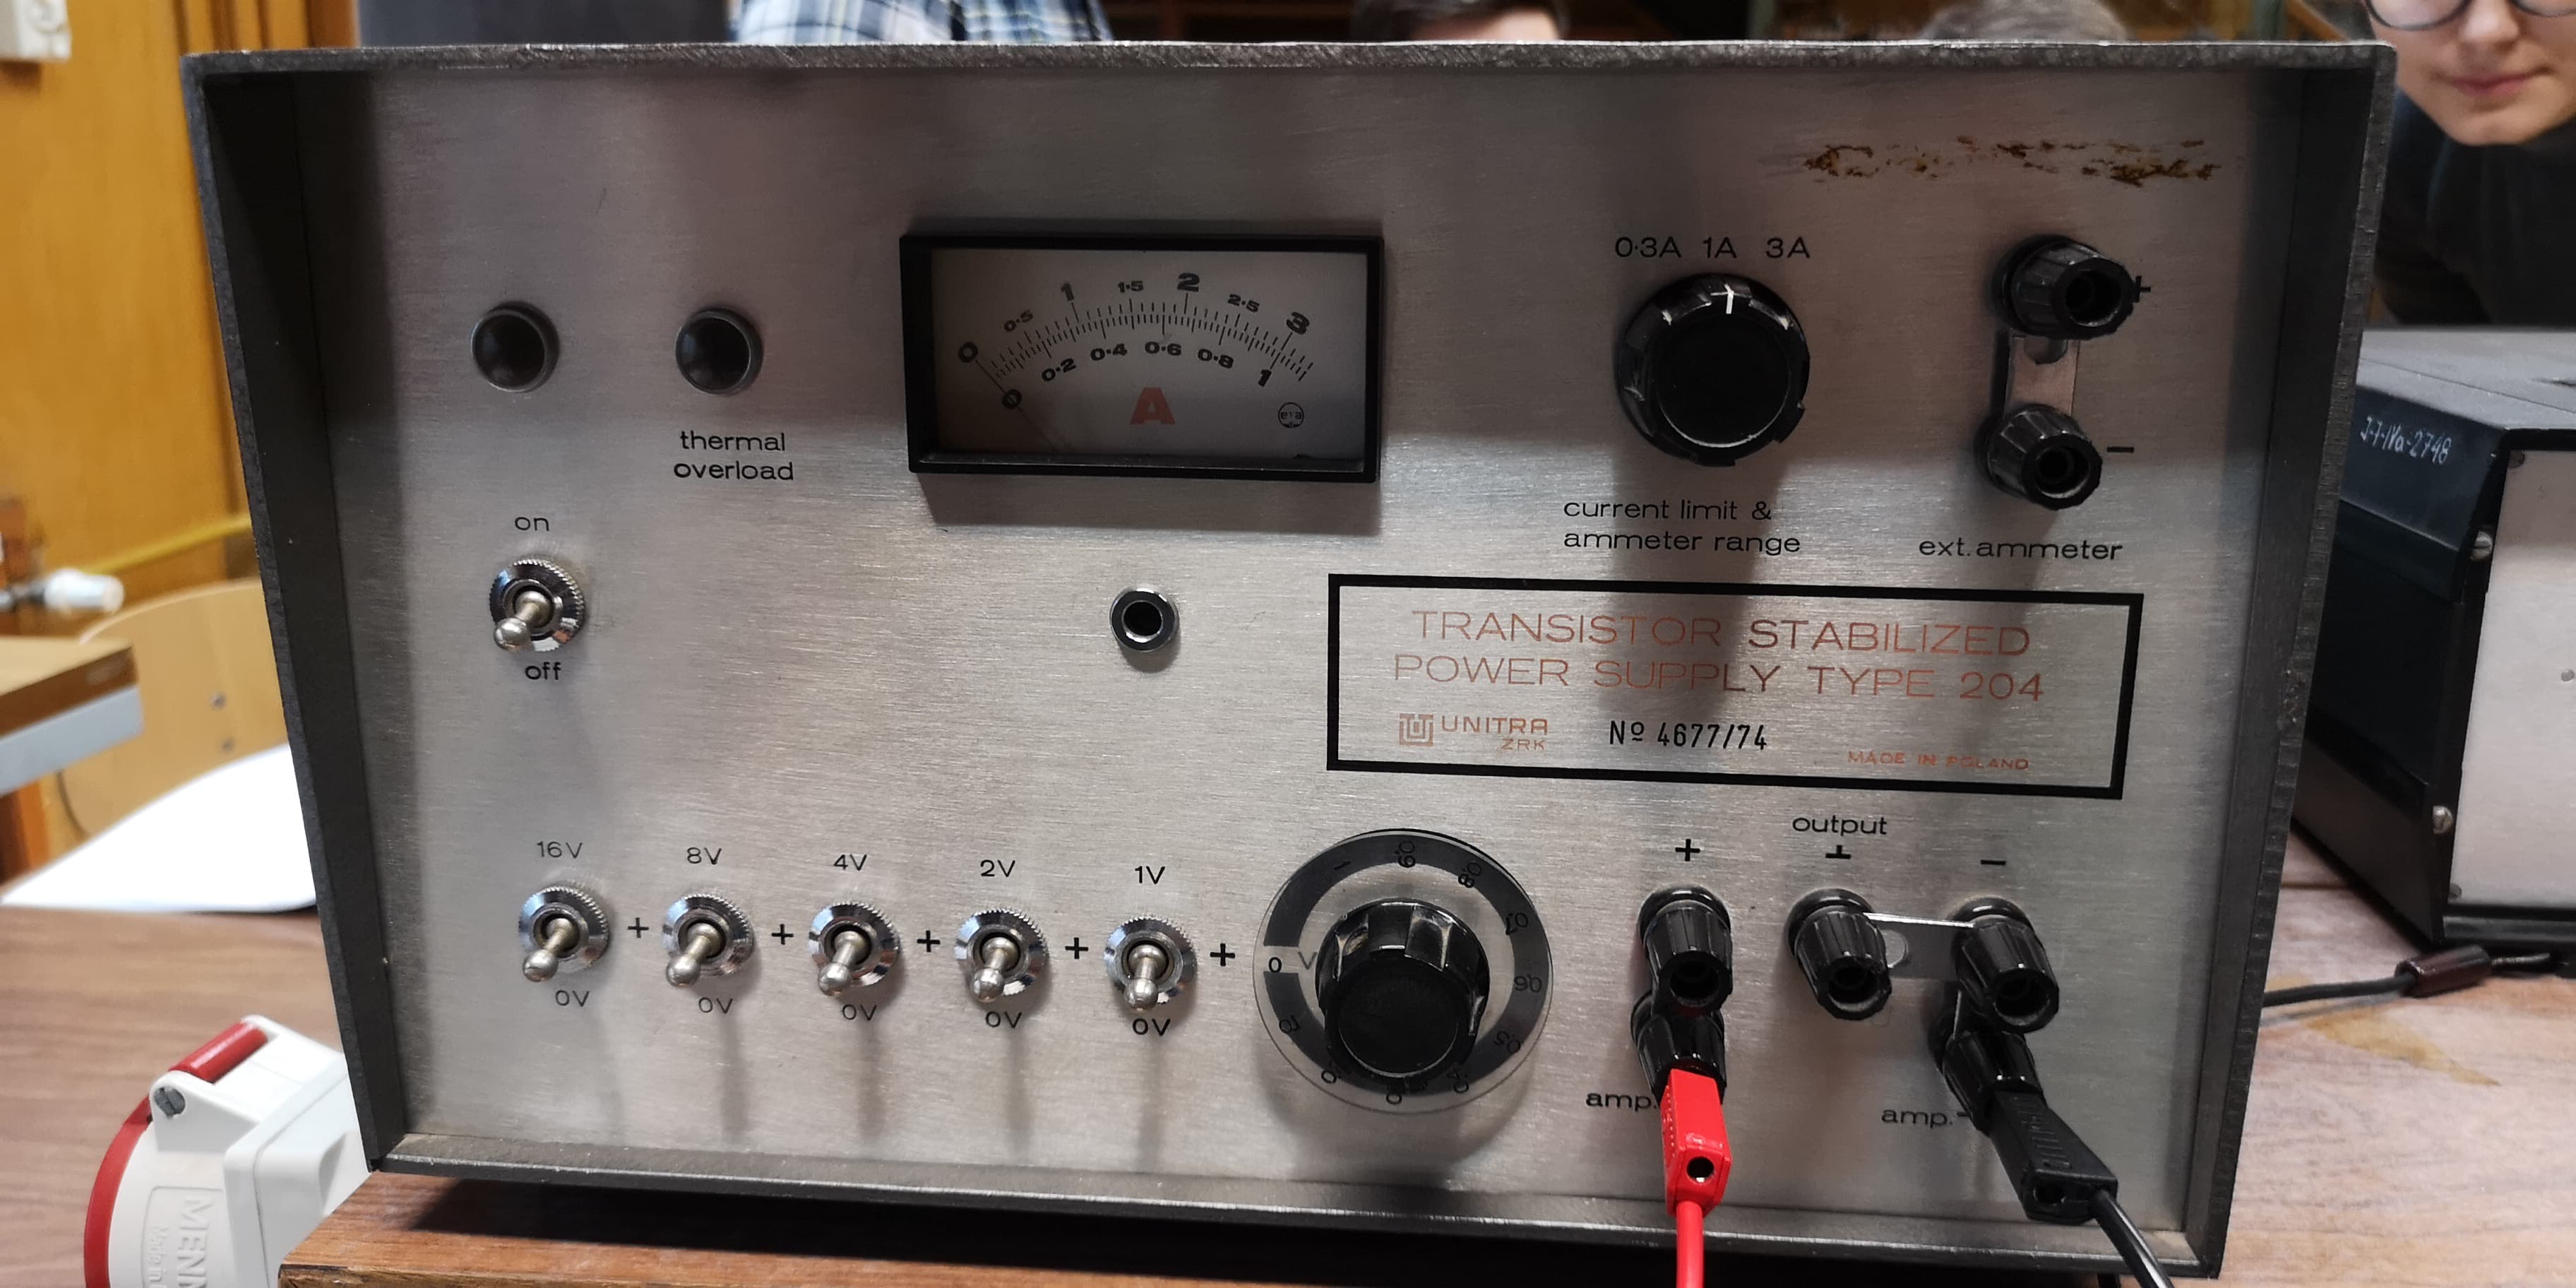 0·3A 1A 3A
+
0 0·5 1 1·5 2 2·5 3
0 0·2 0·4 0·6 0·8 1
A
thermal
overload
-
J-7-IVa-2748
current limit &
ammeter range
ext. ammeter
on
off
TRANSISTOR STABILIZED
POWER SUPPLY TYPE 204
UNITRA
ZRK
Nº 4677/74
MADE IN POLAND
output
16V 8V 4V 2V 1V
+ ⊥ -
+ + + + +
0V 0V 0V 0V 0V
0 V
amp.
amp.-